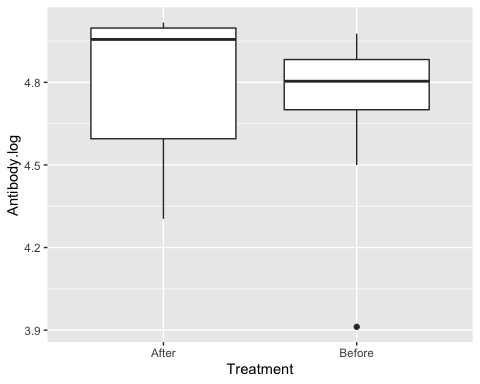 Antibody.log
4.8
4.5
4.2
3.9
After
Before
Treatment